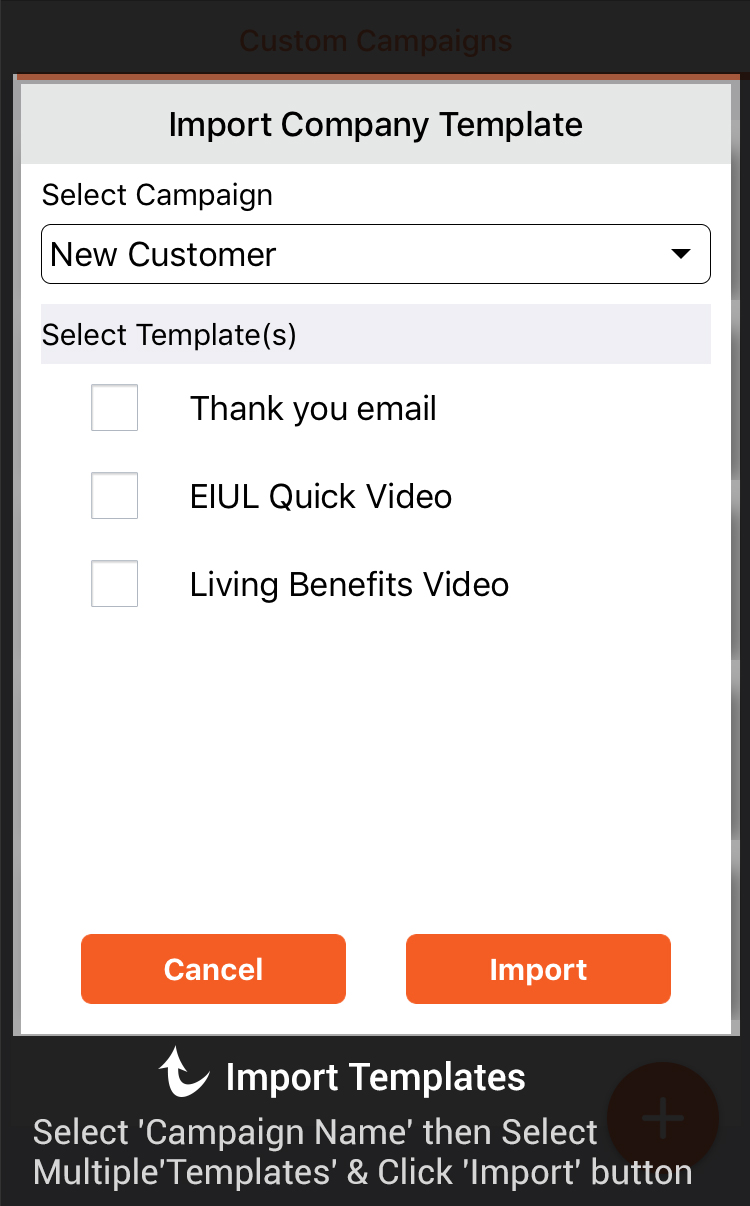 Custom Campaigns
Import Company Template
Select Campaign
New Customer
Select Template(s)
Thank you email
EIUL Quick Video
Living Benefits Video
Cancel
Import
Import Templates
Select 'Campaign Name' then Select
Multiple'Templates' & Click 'Import' button